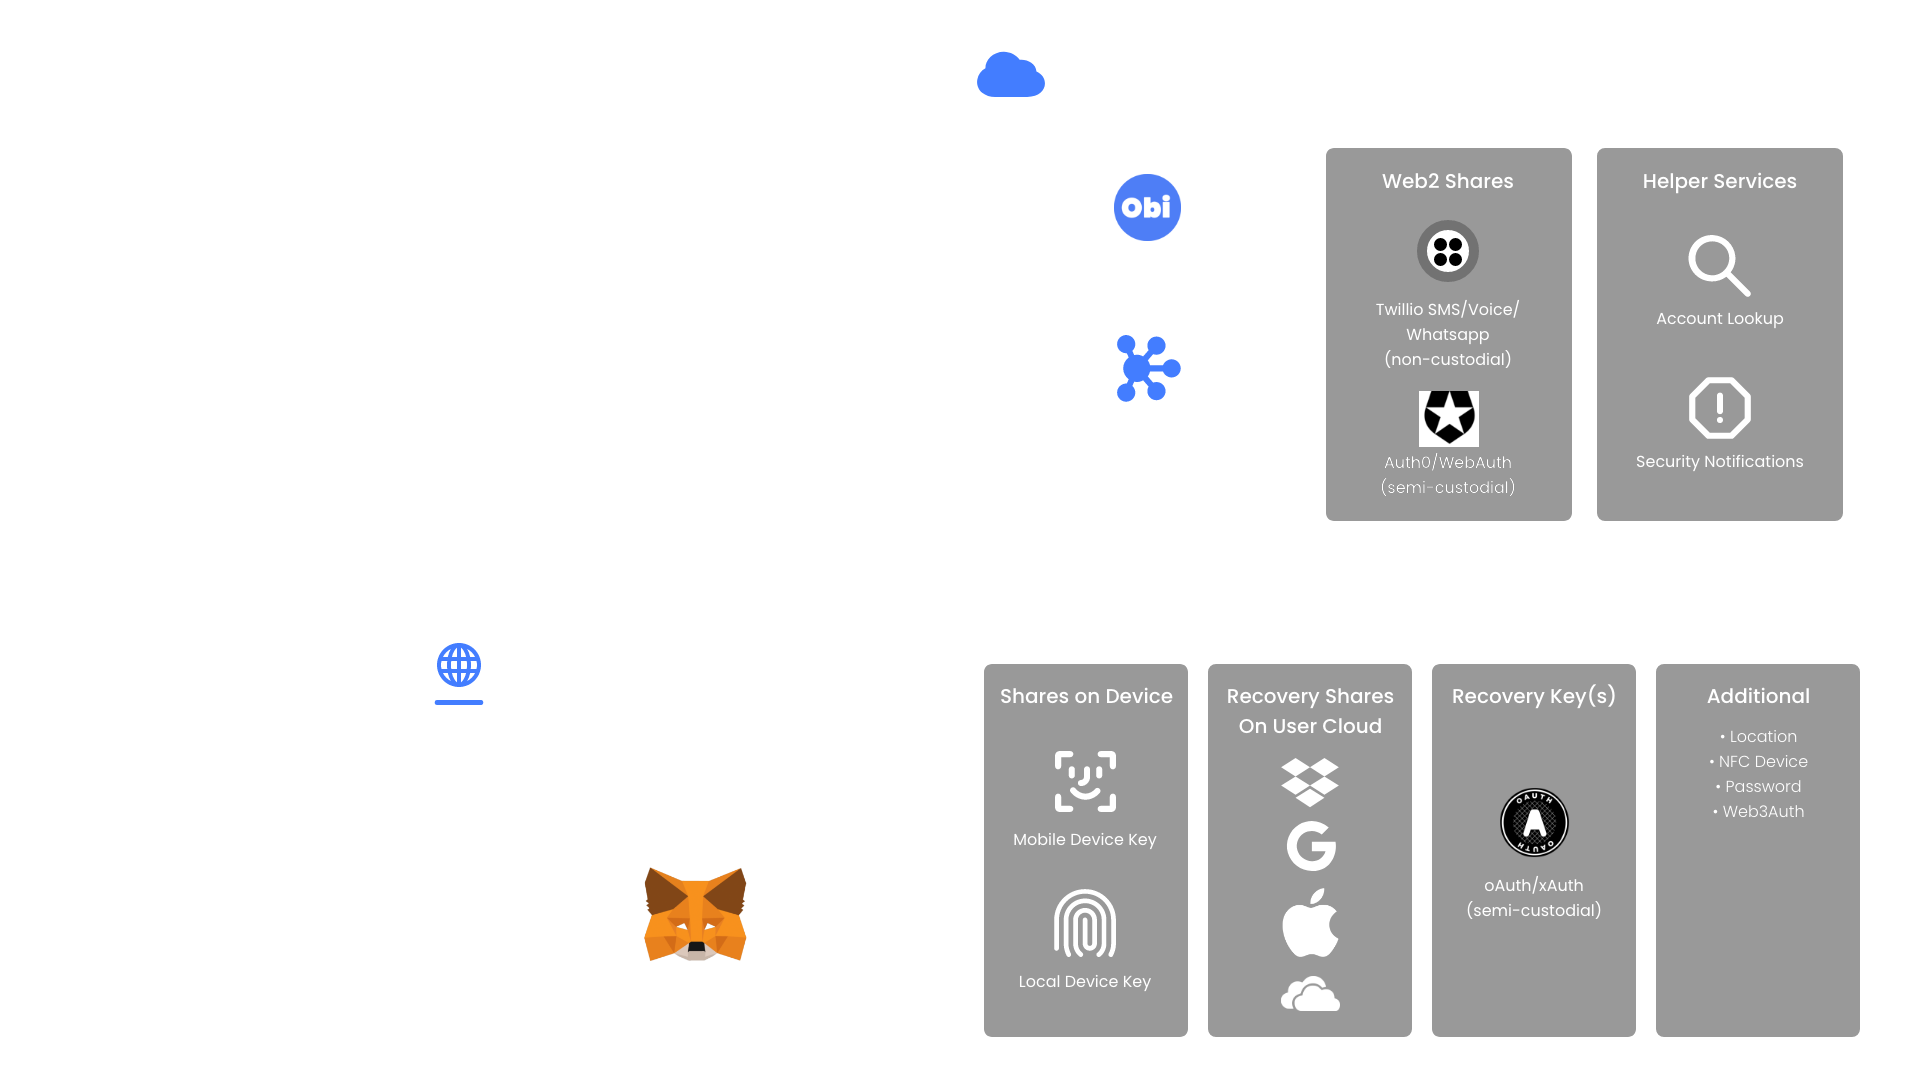 Obi
Web2 Shares
Twillio SMS/Voice/
Whatsapp
(non-custodial)
Auth0/WebAuth
(semi-custodial)
Helper Services
Account Lookup
Security Notifications
Shares on Device
Mobile Device Key
Local Device Key
Recovery Shares
On User Cloud
G
Recovery Key(s)
OAUTH
A
OAUTH
oAuth/xAuth
(semi-custodial)
Additional
• Location
• NFC Device
• Password
• Web3Auth